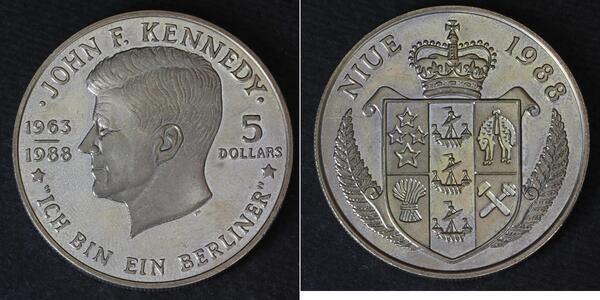 · JOHN F. KENNEDY ·
1963
1988
5
DOLLARS
★ "ICH BIN EIN BERLINER" ★
NIUE 1988